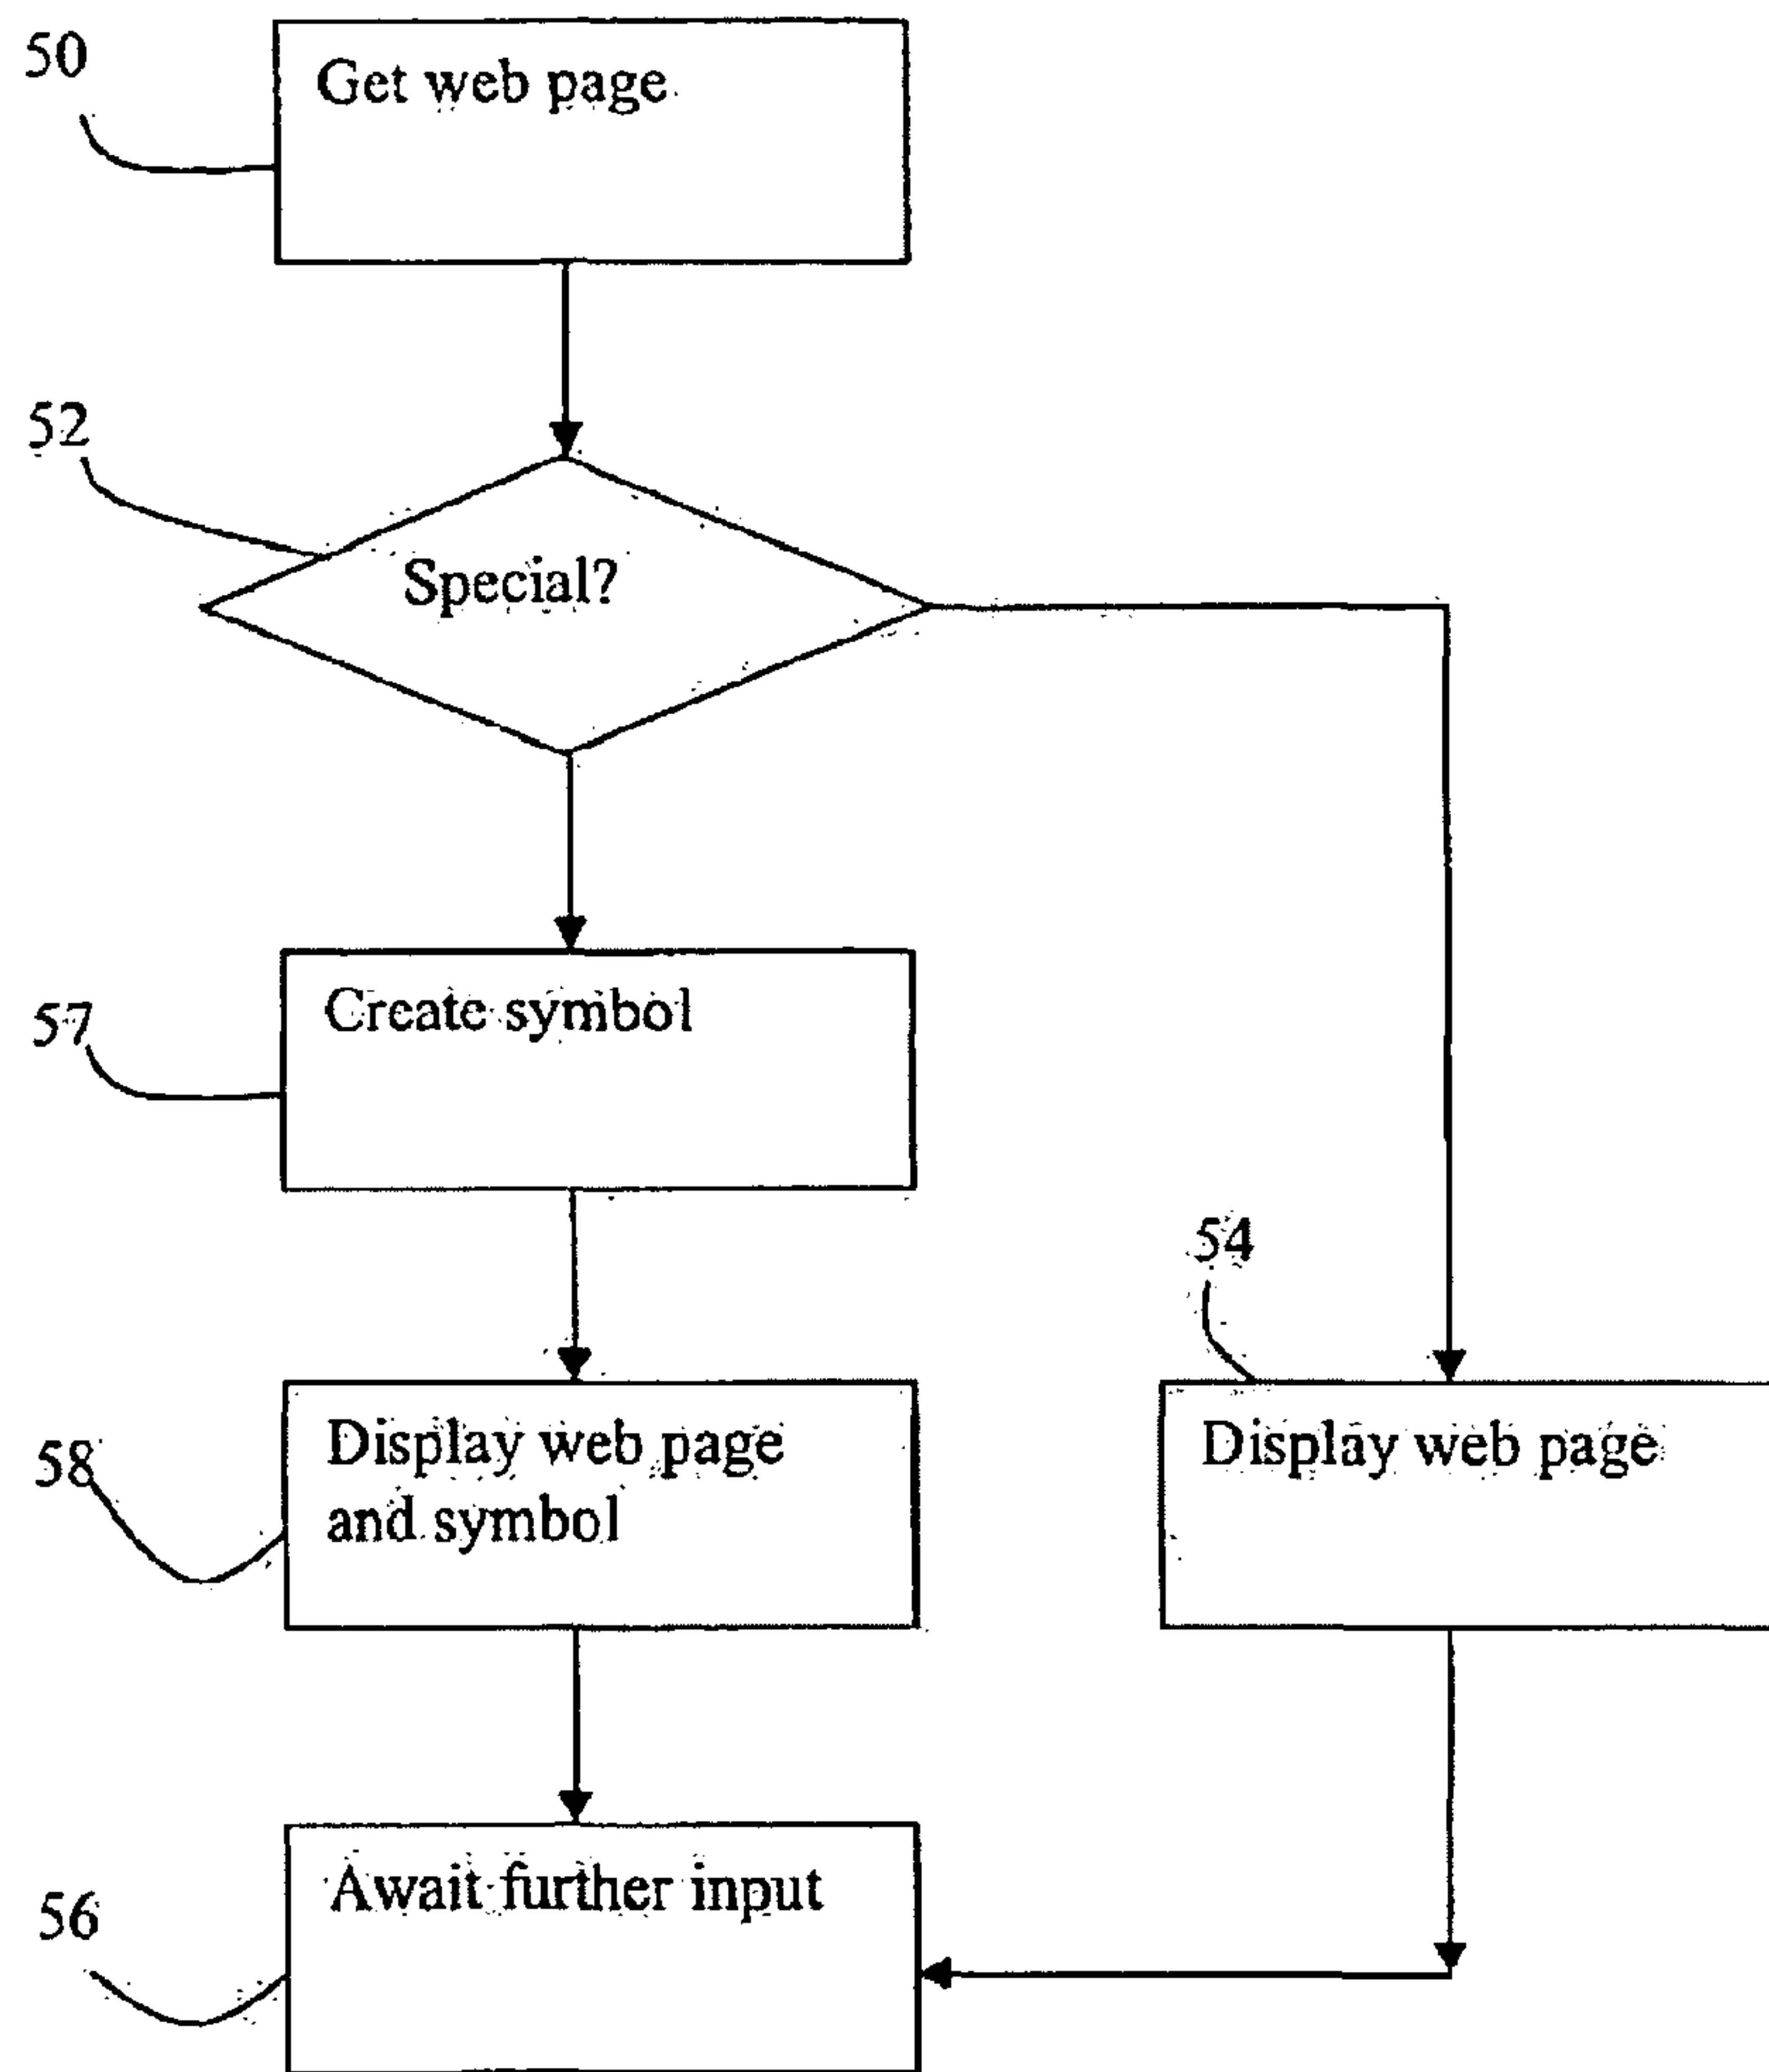 50
Get web page
52
Special?
57
Create symbol
54
58
Display web page
and symbol
Display web page
56
Await further input